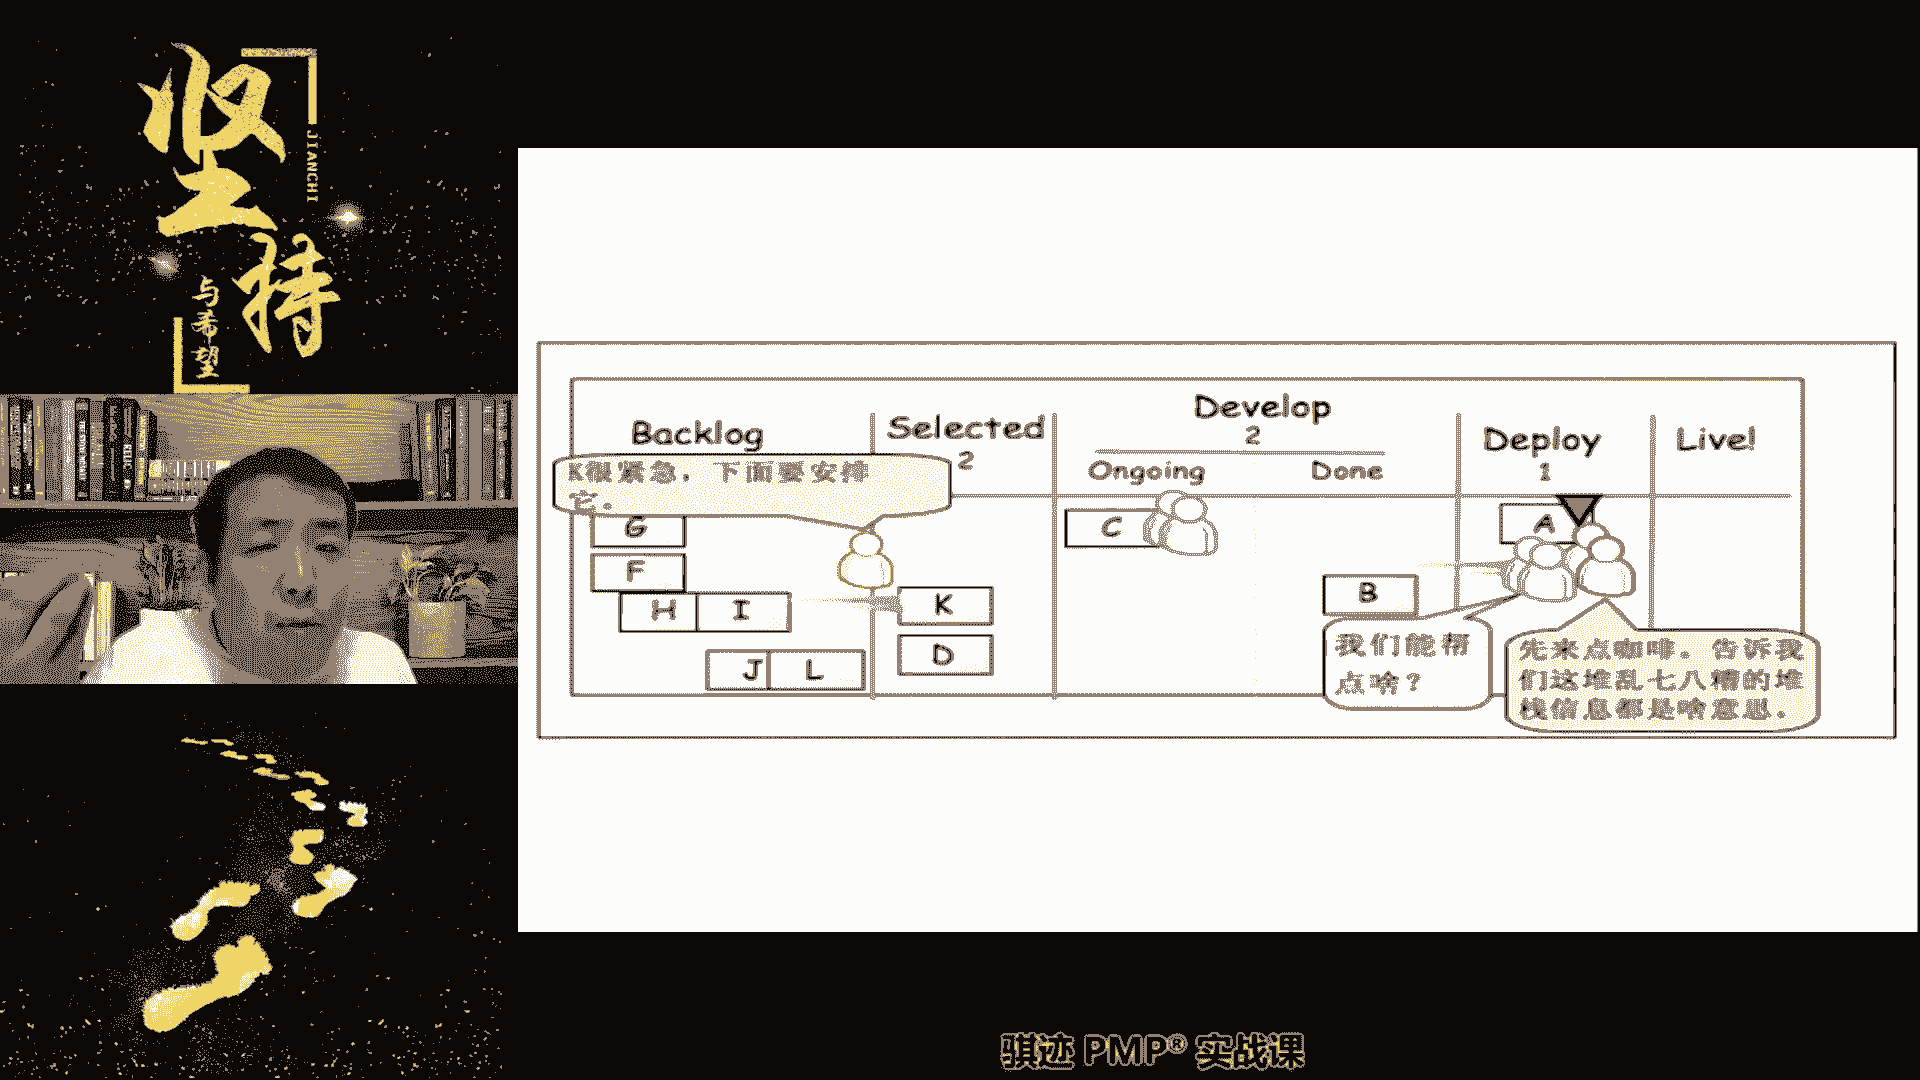 坚持
JIANCHI
与希望
Develop
2
Backlog
Selected
2
Ongoing
Done
Deploy
1
Live!
K很紧急，下面要安排
它。
G
F
H
I
J
L
K
D
C
B
A
我们能帮
点啥？
先来点咖啡。告诉我
们这堆乱七八糟的堆
栈信息都是啥意思。
骐迹 PMP® 实战课